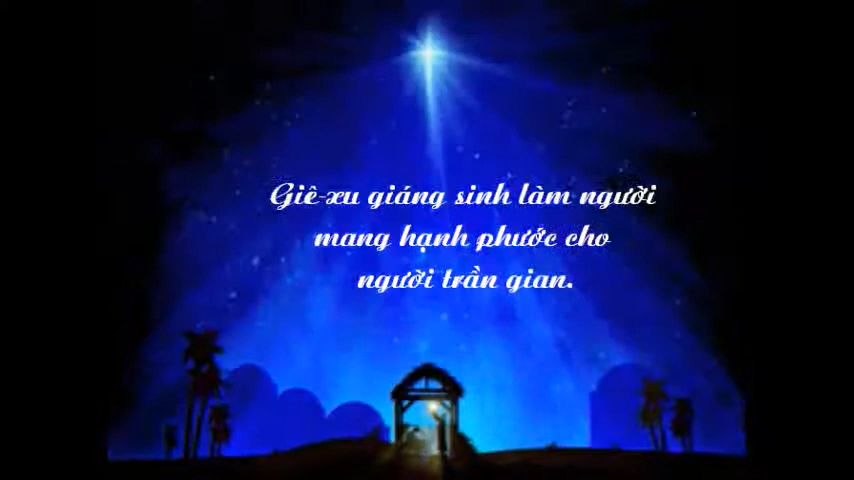 Giê-xu giáng sinh làm người
mang hạnh phước cho
người trần gian.